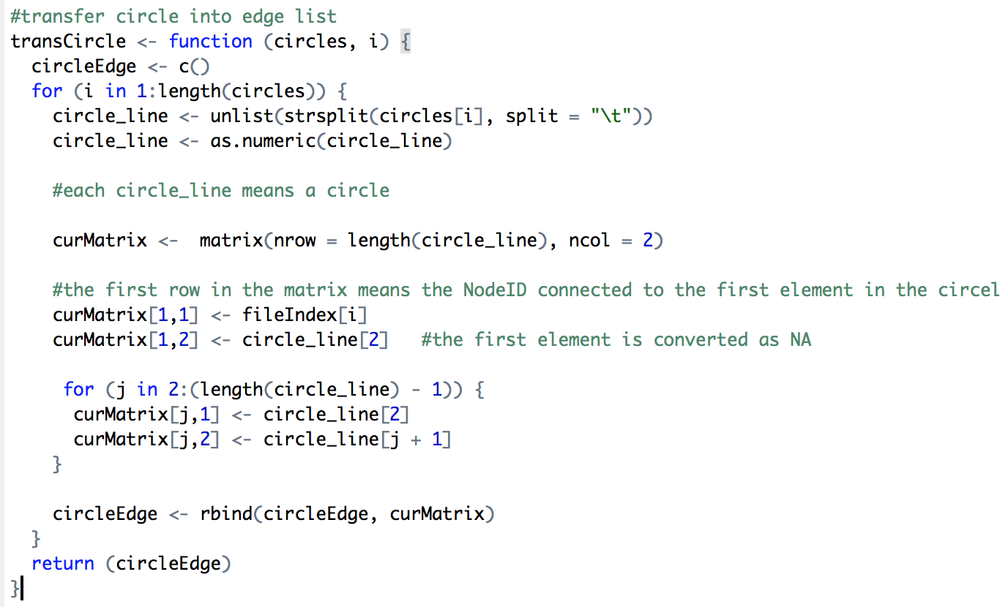 #transfer circle into edge list
transCircle <- function (circles, i) {
  circleEdge <- c()
  for (i in 1:length(circles)) {
    circle_line <- unlist(strsplit(circles[i], split = "\t"))
    circle_line <- as.numeric(circle_line)

    #each circle_line means a circle

    curMatrix <-  matrix(nrow = length(circle_line), ncol = 2)

    #the first row in the matrix means the NodeID connected to the first element in the circel
    curMatrix[1,1] <- fileIndex[i]
    curMatrix[1,2] <- circle_line[2]   #the first element is converted as NA

     for (j in 2:(length(circle_line) - 1)) {
      curMatrix[j,1] <- circle_line[2]
      curMatrix[j,2] <- circle_line[j + 1]
    }

    circleEdge <- rbind(circleEdge, curMatrix)
  }
  return (circleEdge)
}